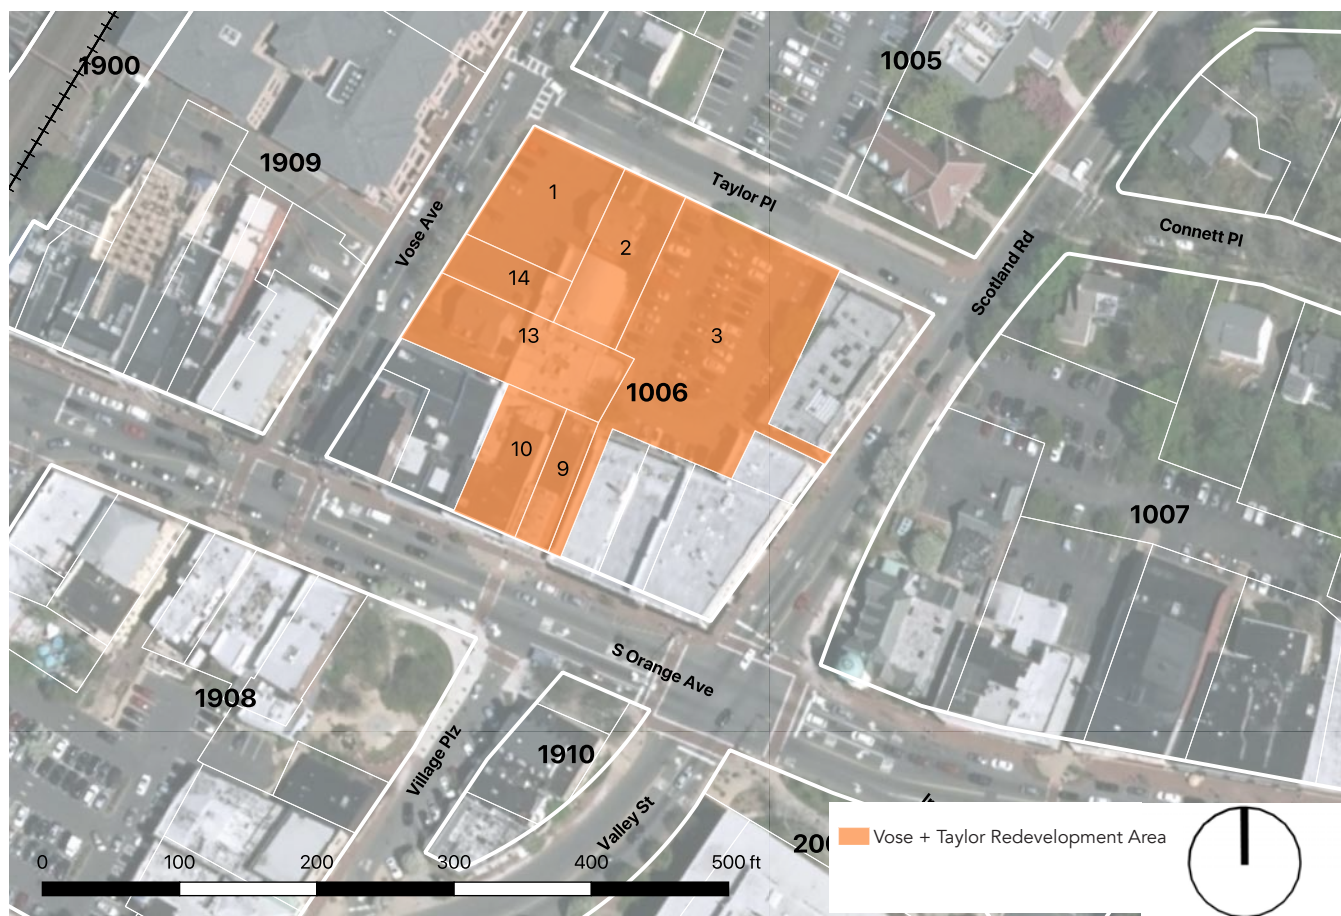 1900
1005
1909
Taylor Pl
1
Vose Ave
2
Connett Pl
14
Scotland Rd
13
3
1006
10
9
1007
S Orange Ave
1908
Village Plz
1910
Valley St
Vose + Taylor Redevelopment Area
0 100 200 300 400 500 ft